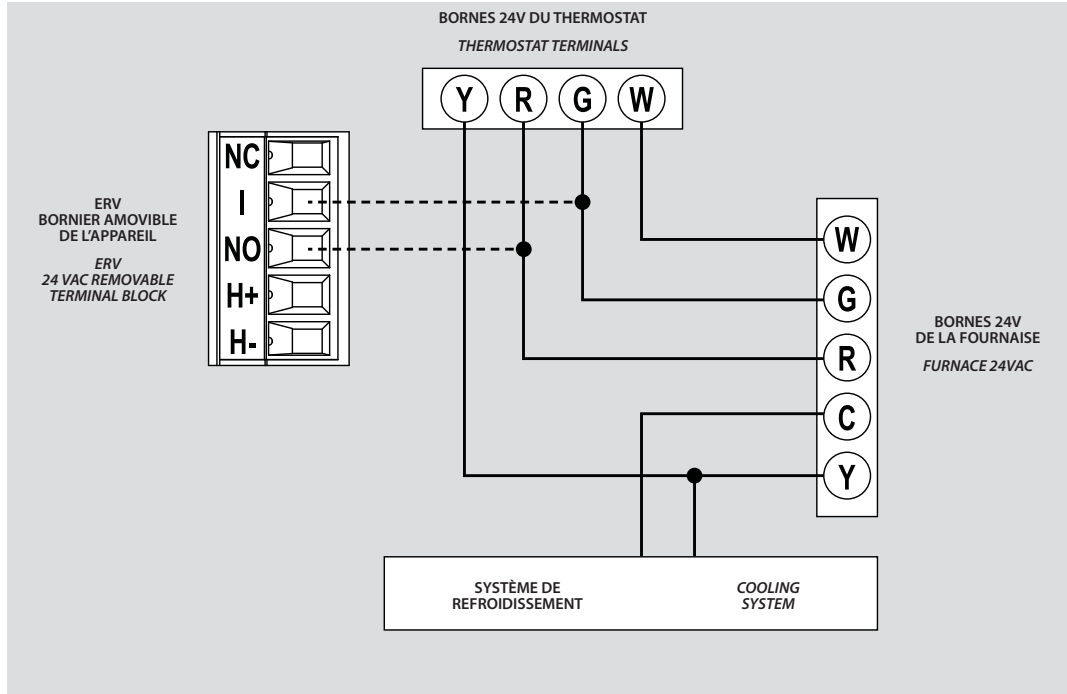 BORNES 24V DU THERMOSTAT
THERMOSTAT TERMINALS
Y R G W
NC
I
NO
H+
H-
ERV
BORNIER AMOVIBLE
DE L'APPAREIL
ERV
24 VAC REMOVABLE
TERMINAL BLOCK
W
G
R
C
Y
BORNES 24V
DE LA FOURNAISE
FURNACE 24VAC
SYSTÈME DE
REFROIDISSEMENT
COOLING
SYSTEM